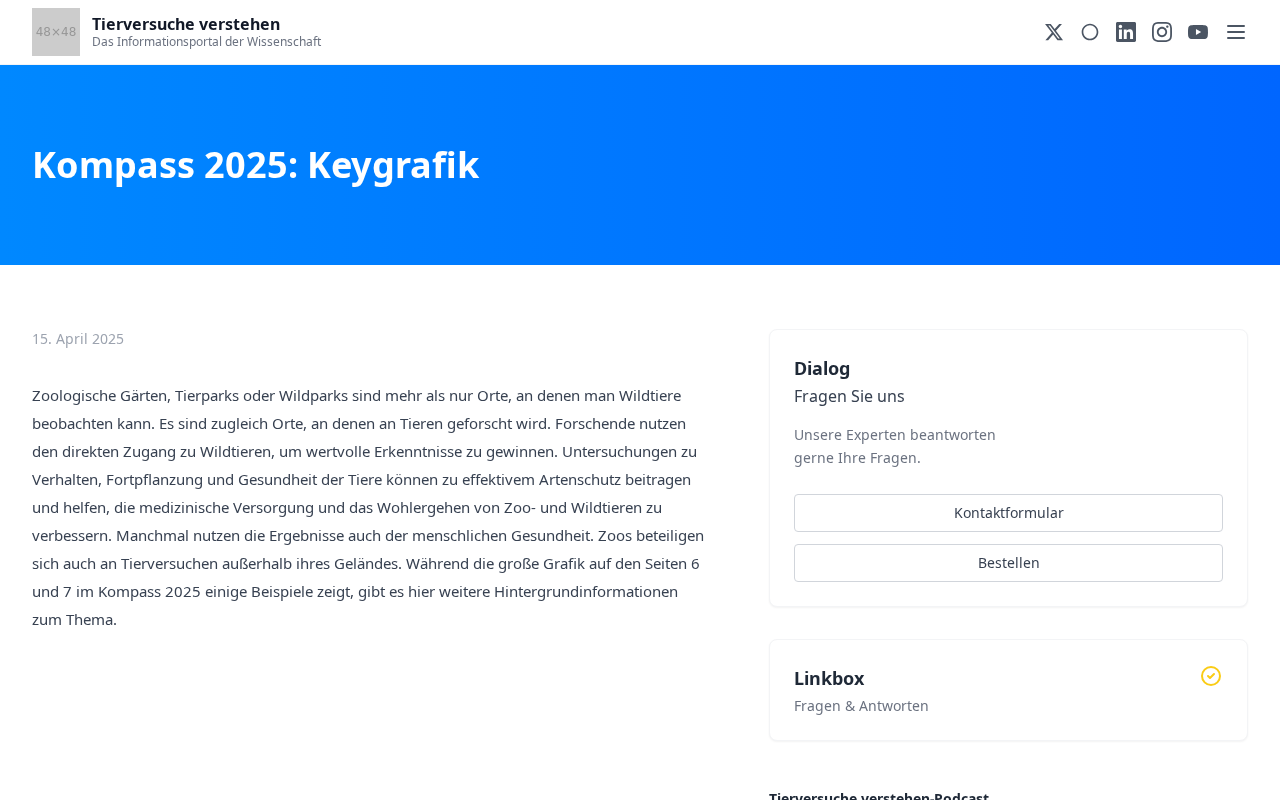 48×48
Tierversuche verstehen
Das Informationsportal der Wissenschaft
Kompass 2025: Keygrafik
15. April 2025
Zoologische Gärten, Tierparks oder Wildparks sind mehr als nur Orte, an denen man Wildtiere
beobachten kann. Es sind zugleich Orte, an denen an Tieren geforscht wird. Forschende nutzen
den direkten Zugang zu Wildtieren, um wertvolle Erkenntnisse zu gewinnen. Untersuchungen zu
Verhalten, Fortpflanzung und Gesundheit der Tiere können zu effektivem Artenschutz beitragen
und helfen, die medizinische Versorgung und das Wohlergehen von Zoo- und Wildtieren zu
verbessern. Manchmal nutzen die Ergebnisse auch der menschlichen Gesundheit. Zoos beteiligen
sich auch an Tierversuchen außerhalb ihres Geländes. Während die große Grafik auf den Seiten 6
und 7 im Kompass 2025 einige Beispiele zeigt, gibt es hier weitere Hintergrundinformationen
zum Thema.
Dialog
Fragen Sie uns
Unsere Experten beantworten
gerne Ihre Fragen.
Kontaktformular
Bestellen
Linkbox
Fragen & Antworten
Tierversuche verstehen-Podcast